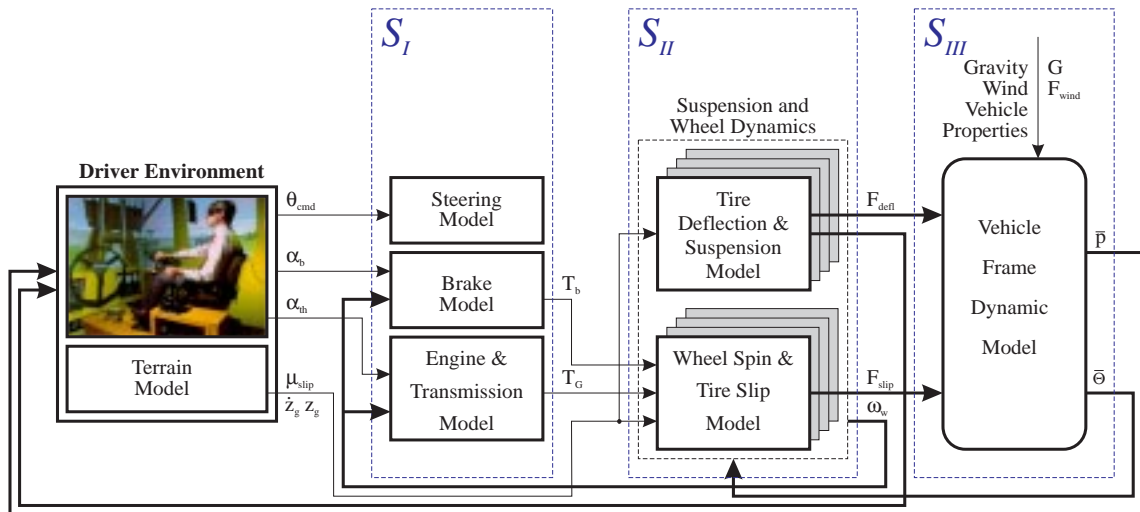 S_I
S_II
S_III
Gravity
Wind
Vehicle
Properties
G
F_wind
Suspension and
Wheel Dynamics
Driver Environment
θ_cmd
α_b
α_th
Terrain
Model
μ_slip
ż_g z_g
Steering
Model
Brake
Model
T_b
Engine &
Transmission
Model
T_G
Tire
Deflection &
Suspension
Model
F_defl
Wheel Spin &
Tire Slip
Model
F_slip
ω_w
Vehicle
Frame
Dynamic
Model
p̄
Θ̄